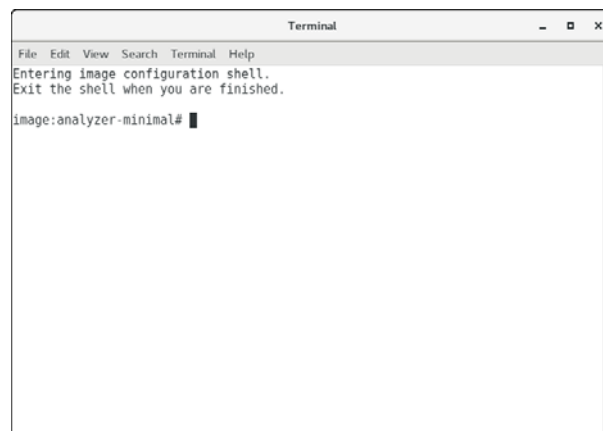 Terminal
File Edit View Search Terminal Help
Entering image configuration shell.
Exit the shell when you are finished.
image:analyzer-minimal#